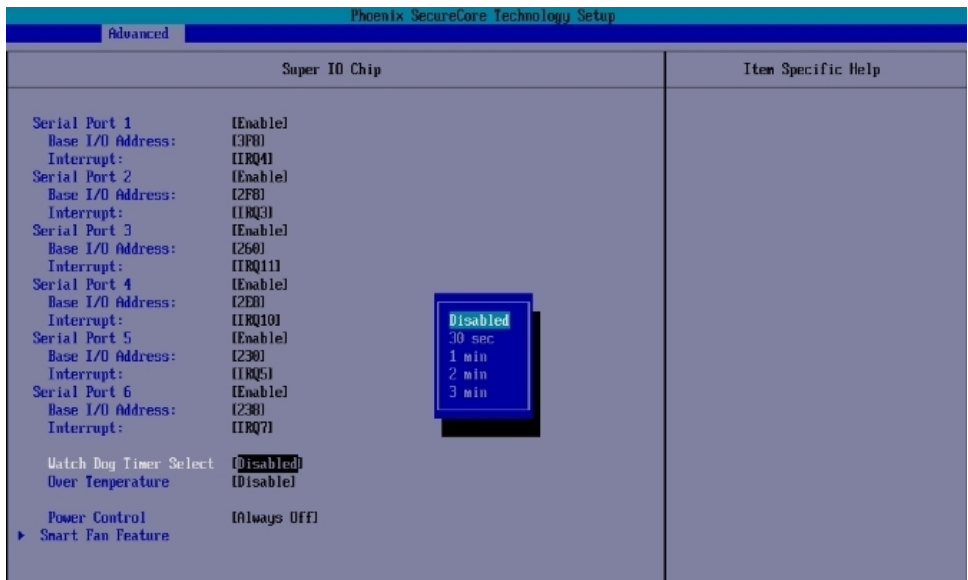 Phoenix SecureCore Technology Setup
Advanced
Super IO Chip
Item Specific Help
Serial Port 1 [Enable]
Base I/O Address: [3F8]
Interrupt: [IRQ4]
Serial Port 2 [Enable]
Base I/O Address: [2F8]
Interrupt: [IRQ3]
Serial Port 3 [Enable]
Base I/O Address: [260]
Interrupt: [IRQ11]
Serial Port 4 [Enable]
Base I/O Address: [2E8]
Interrupt: [IRQ10]
Serial Port 5 [Enable]
Base I/O Address: [230]
Interrupt: [IRQ5]
Serial Port 6 [Enable]
Base I/O Address: [238]
Interrupt: [IRQ7]
Watch Dog Timer Select [Disabled]
Over Temperature [Disable]
Power Control [Always Off]
Smart Fan Feature
Disabled
30 sec
1 min
2 min
3 min